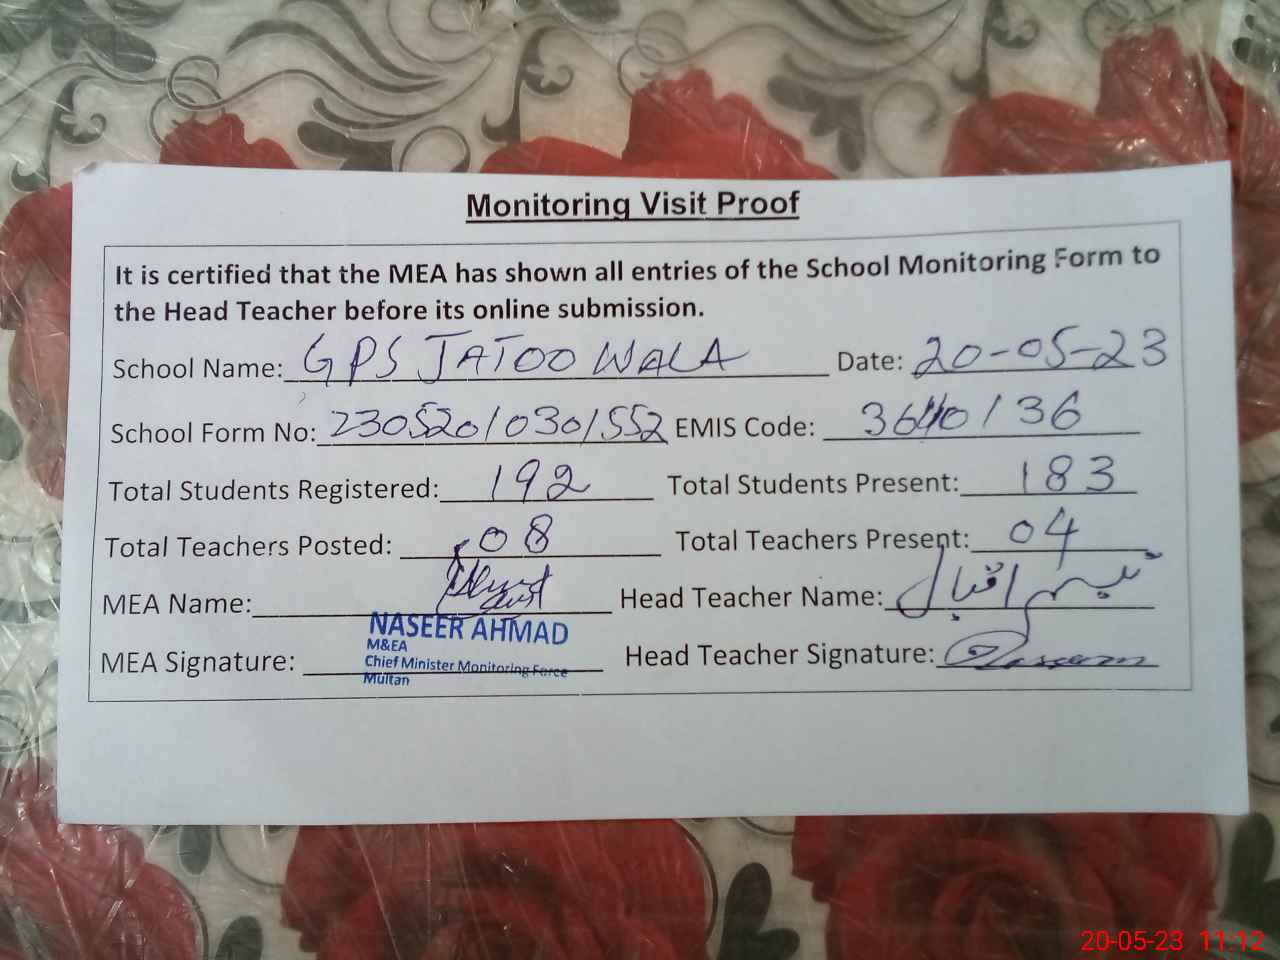 Monitoring Visit Proof
It is certified that the MEA has shown all entries of the School Monitoring Form to
the Head Teacher before its online submission.
School Name: GPS JATOO WALA Date: 20-05-23
School Form No: 230520/030/552 EMIS Code: 3640136
Total Students Registered: 192 Total Students Present: 183
Total Teachers Posted: 08 Total Teachers Present: 04
MEA Name: Head Teacher Name: اقبال
NASEER AHMAD
M&EA
Chief Minister Monitoring Force
Multan
MEA Signature: Head Teacher Signature:
20-05-23 11:12